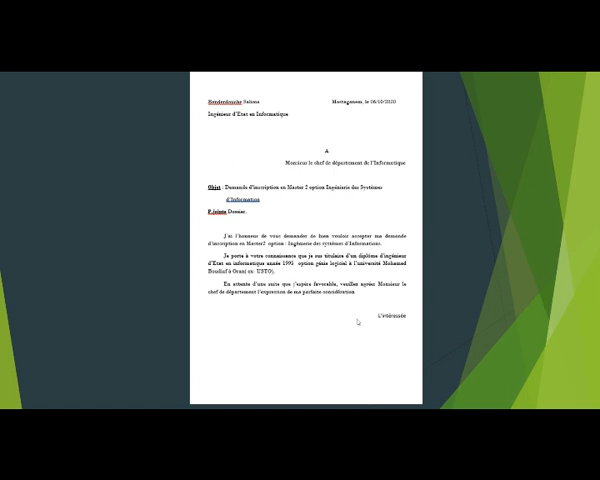 Benderdouche Salima Mostaganem, le 06/10/2020
Ingénieur d'Etat en Informatique
A
Monsieur le chef de département de l'Informatique
Objet : Demande d'inscription en Master 2 option Ingénierie des Systèmes
d'Information
P.Jointe Dossier.
J'ai l'honneur de vous demander de bien vouloir accepter ma demande
d'inscription en Master2 option : Ingénierie des systèmes d'Informations.
Je porte à votre connaissance que je sus titulaire d'un diplôme d'ingénieur
d'Etat en informatique année 1995 option génie logiciel à l'université Mohamed
Boudiaf à Oran( ex- USTO).
En attente d'une suite que j'espère favorable, veuillez agréer Monsieur le
chef de département l'expression de ma parfaite considération
L'intéressée